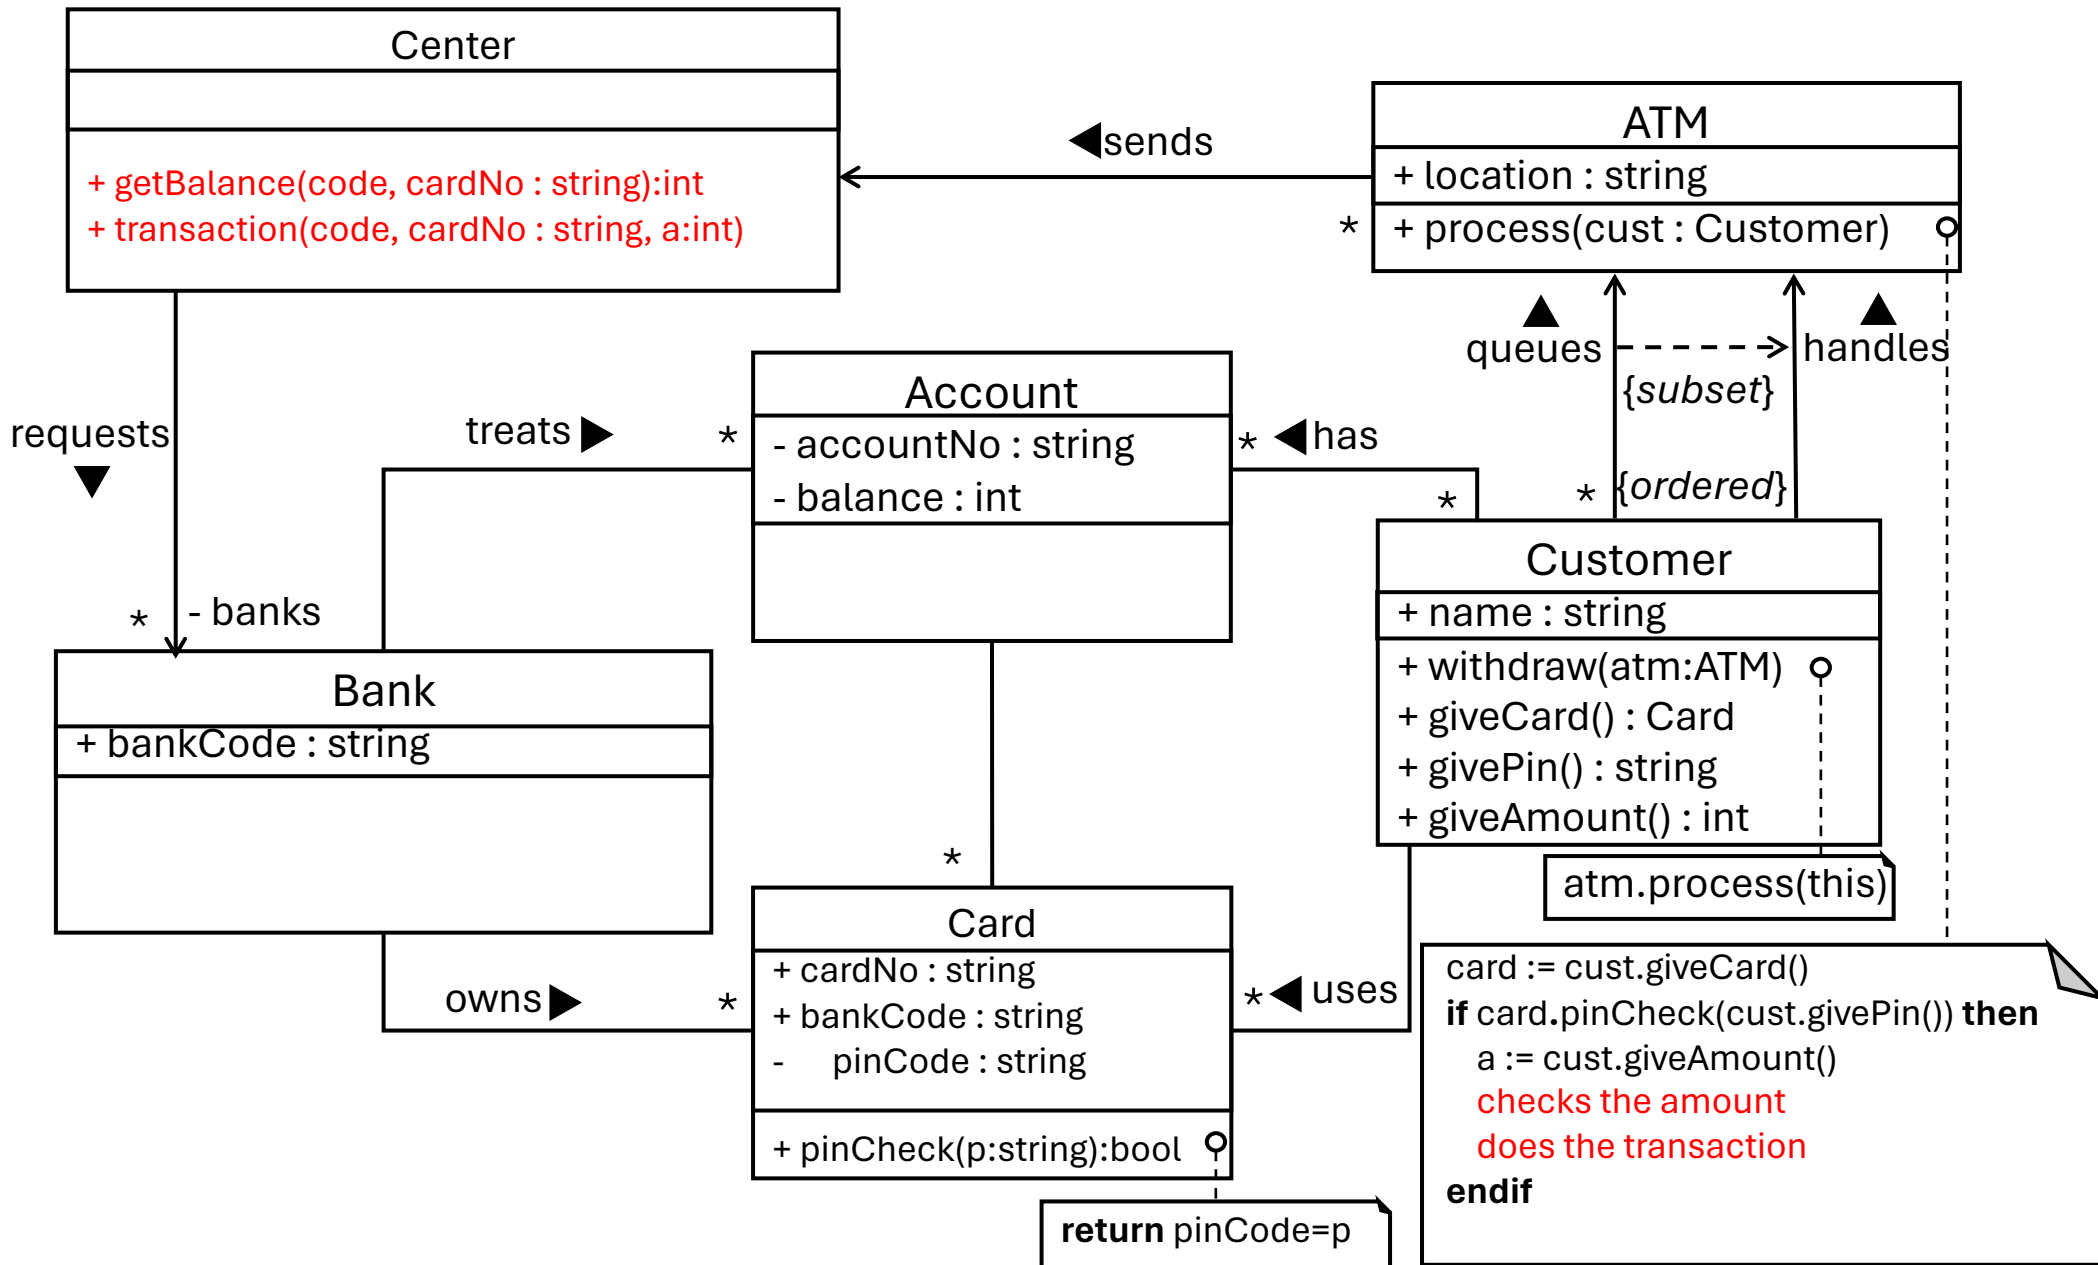 Center
+ getBalance(code, cardNo : string):int
+ transaction(code, cardNo : string, a:int)
sends
ATM
+ location : string
* + process(cust : Customer)
queues
handles
{subset}
{ordered}
*
requests
* - banks
treats
*
Account
- accountNo : string
- balance : int
* has
*
Customer
+ name : string
+ withdraw(atm:ATM)
+ giveCard() : Card
+ givePin() : string
+ giveAmount() : int
atm.process(this)
Bank
+ bankCode : string
owns
*
*
Card
+ cardNo : string
+ bankCode : string
- pinCode : string
+ pinCheck(p:string):bool
* uses
return pinCode=p
card := cust.giveCard()
if card.pinCheck(cust.givePin()) then
a := cust.giveAmount()
checks the amount
does the transaction
endif